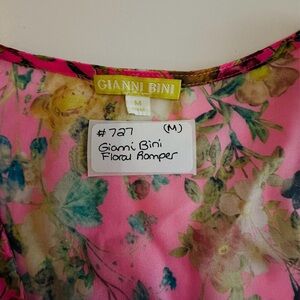 GIANNI BINI
M
#727 (M)
Gianni Bini
Floral Romper